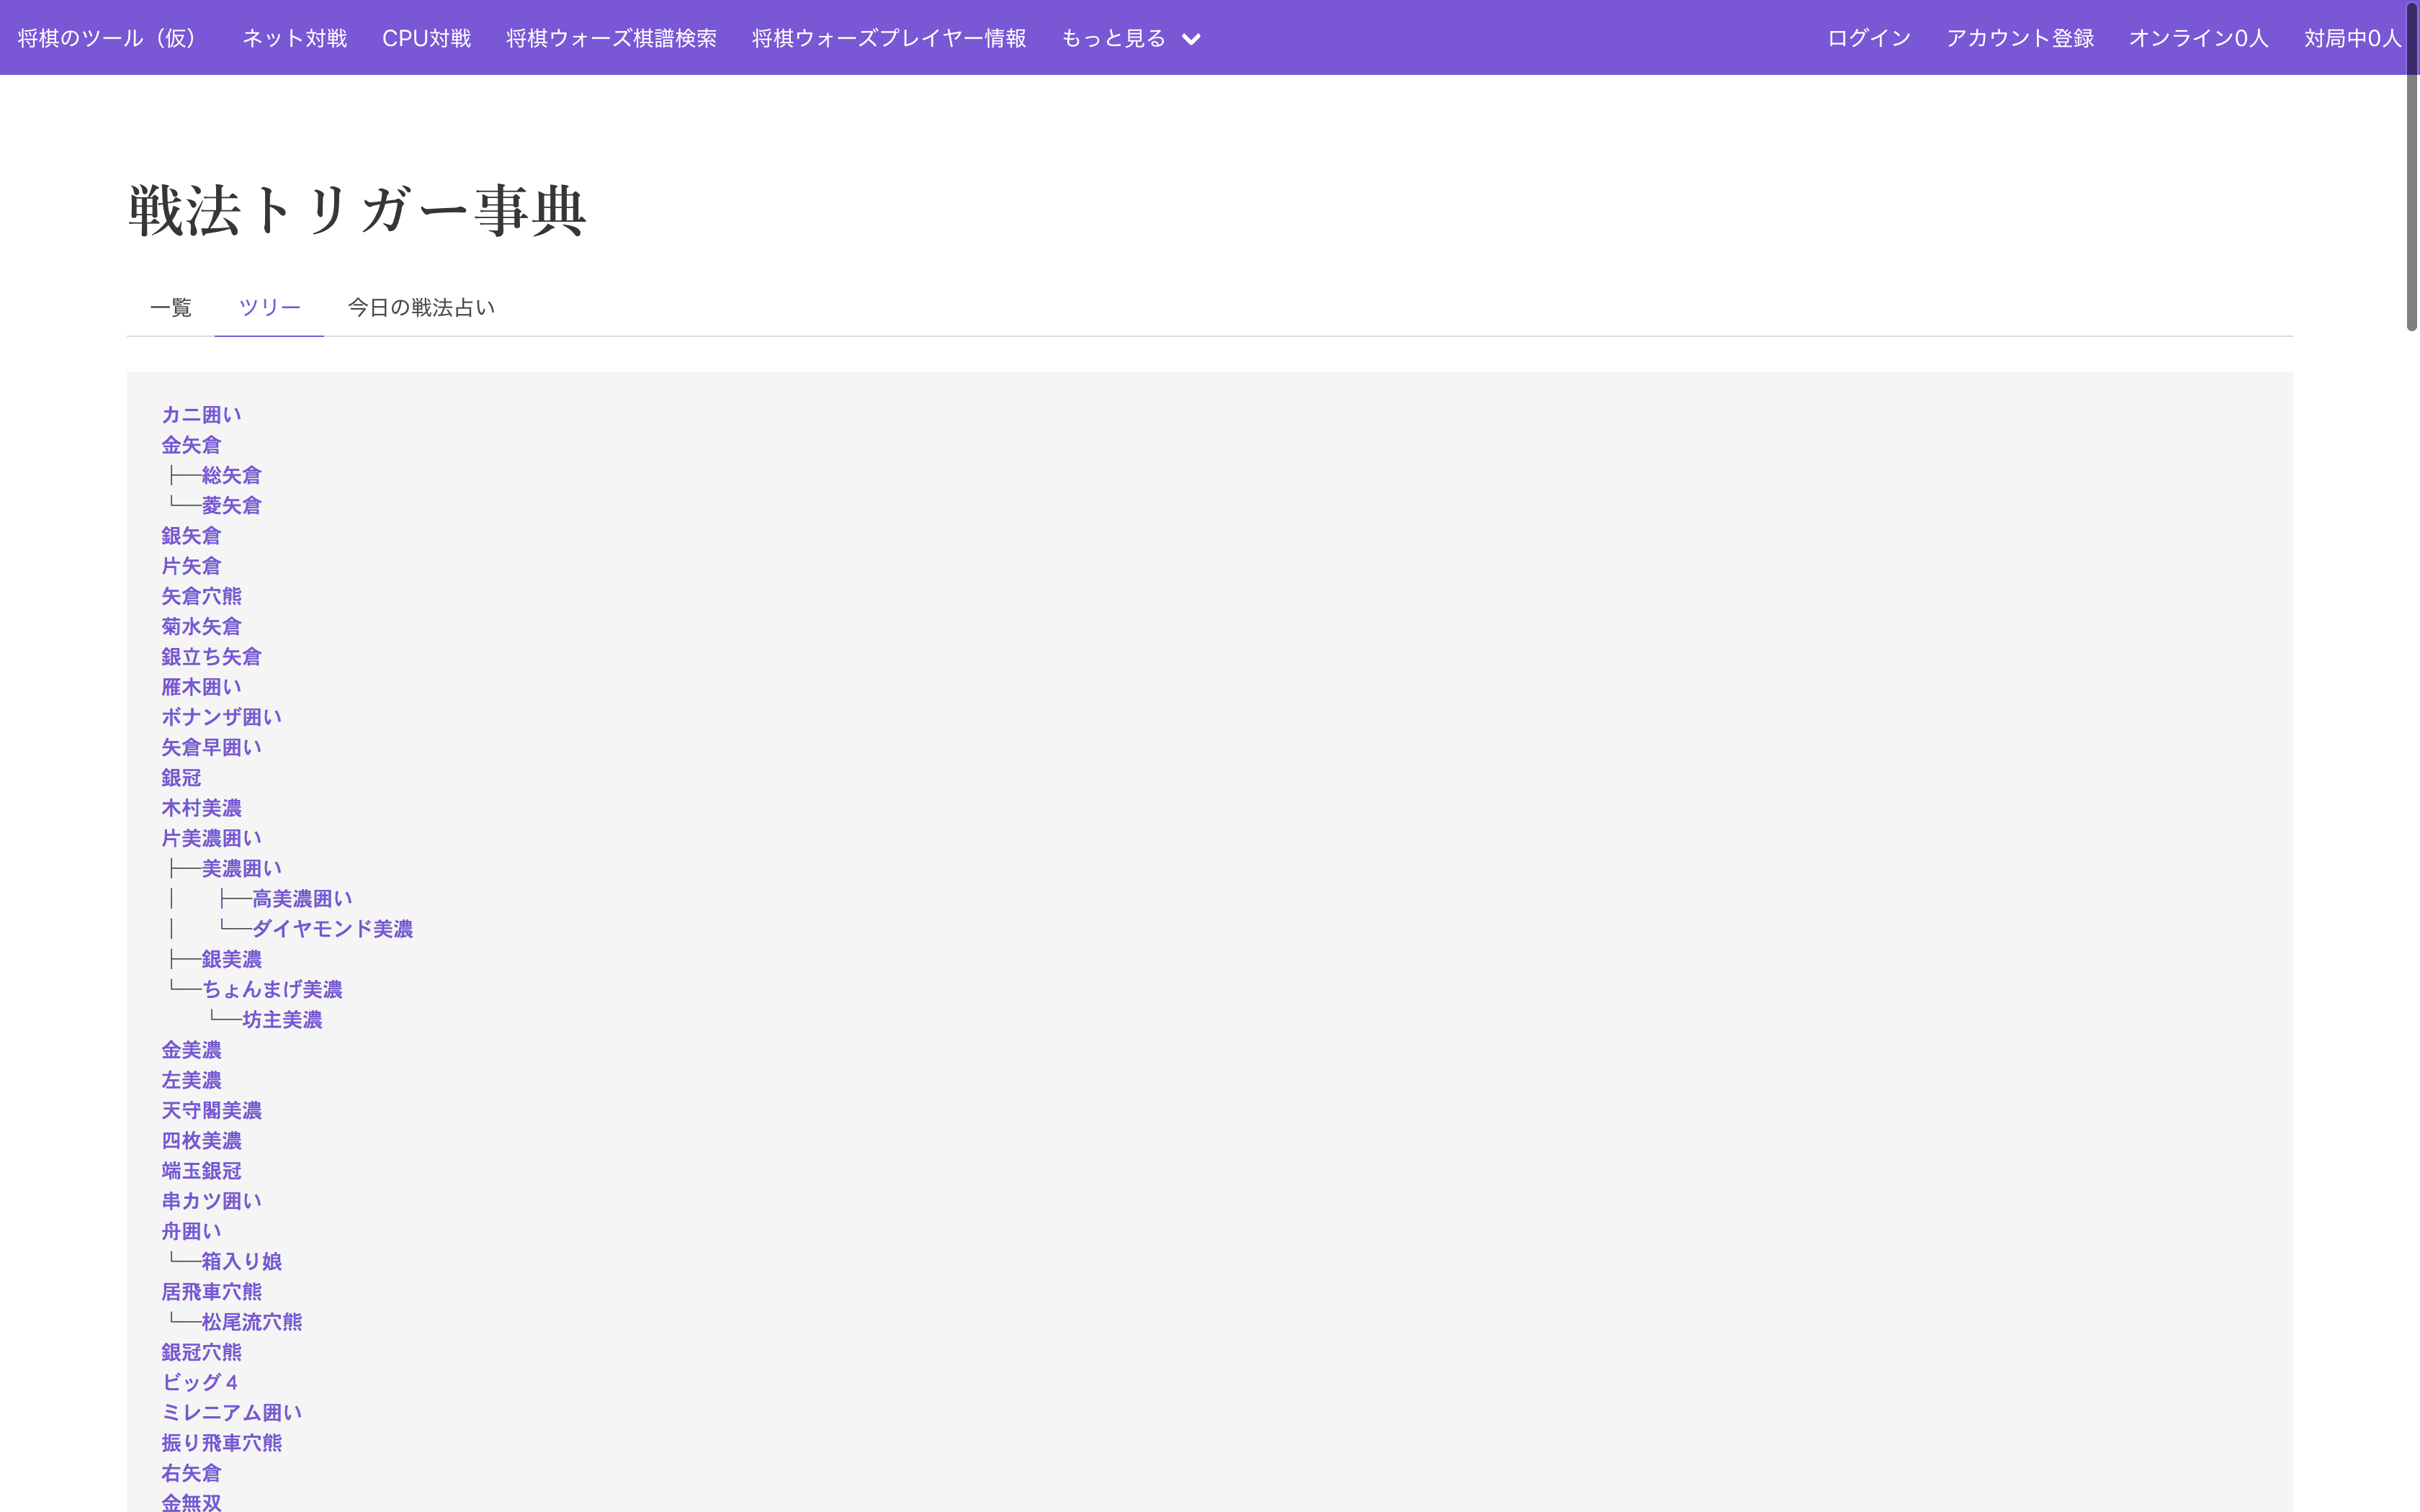 将棋のツール（仮） ネット対戦 CPU対戦 将棋ウォーズ棋譜検索 将棋ウォーズプレイヤー情報 もっと見る ログイン アカウント登録 オンライン0人 対局中0人
戦法トリガー事典
一覧 ツリー 今日の戦法占い
カニ囲い
金矢倉
├─総矢倉
└─菱矢倉
銀矢倉
片矢倉
矢倉穴熊
菊水矢倉
銀立ち矢倉
雁木囲い
ボナンザ囲い
矢倉早囲い
銀冠
木村美濃
片美濃囲い
├─美濃囲い
│　├─高美濃囲い
│　└─ダイヤモンド美濃
├─銀美濃
└─ちょんまげ美濃
　　└─坊主美濃
金美濃
左美濃
天守閣美濃
四枚美濃
端玉銀冠
串カツ囲い
舟囲い
└─箱入り娘
居飛車穴熊
└─松尾流穴熊
銀冠穴熊
ビッグ４
ミレニアム囲い
振り飛車穴熊
右矢倉
金無双